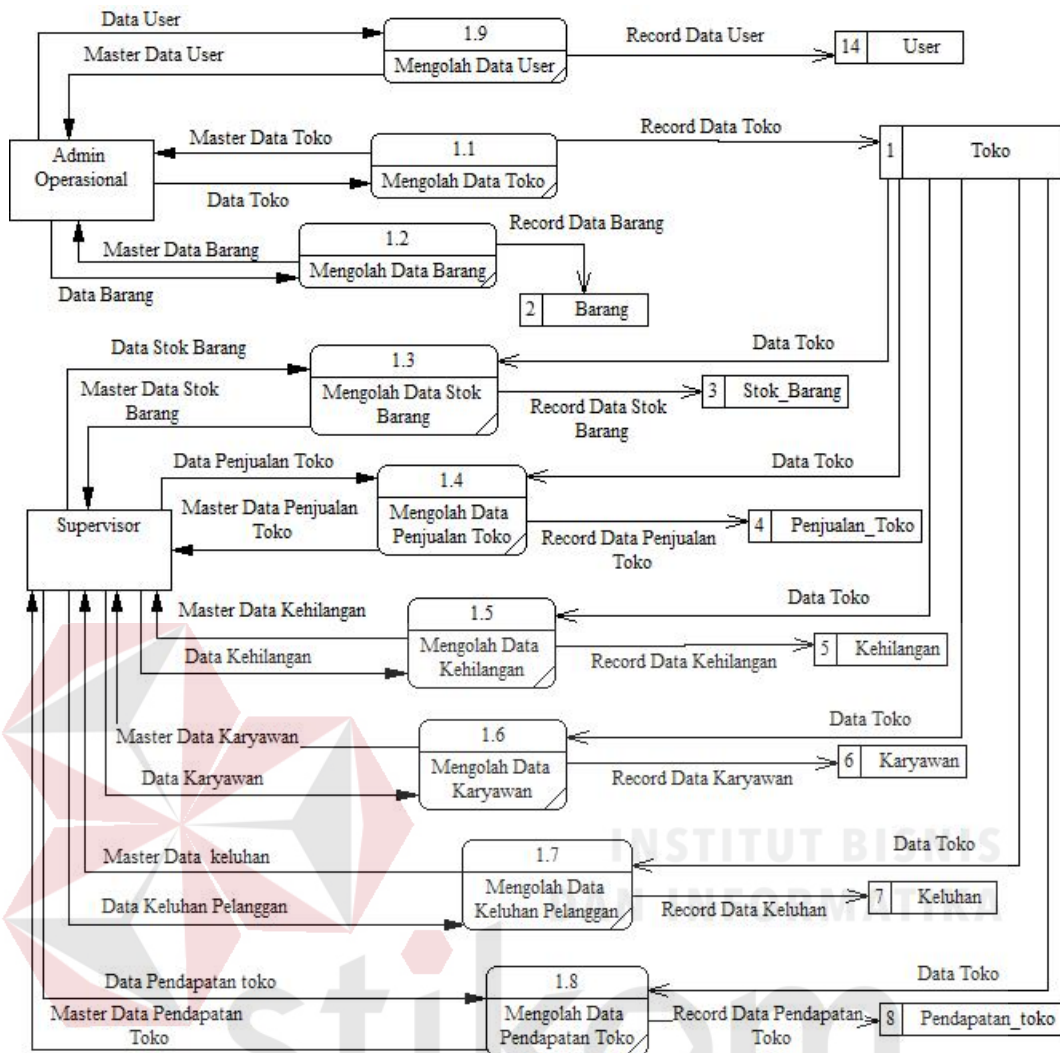 Data User
Master Data User
1.9
Mengolah Data User
Record Data User
14 User
Admin
Operasional
Master Data Toko
Data Toko
1.1
Mengolah Data Toko
Record Data Toko
1 Toko
Master Data Barang
Data Barang
1.2
Mengolah Data Barang
Record Data Barang
2 Barang
Data Stok Barang
Master Data Stok
Barang
1.3
Mengolah Data Stok
Barang
Data Toko
Record Data Stok
Barang
3 Stok_Barang
Data Penjualan Toko
Master Data Penjualan
Toko
1.4
Mengolah Data
Penjualan Toko
Data Toko
Record Data Penjualan
Toko
4 Penjualan_Toko
Supervisor
Master Data Kehilangan
Data Kehilangan
1.5
Mengolah Data
Kehilangan
Data Toko
Record Data Kehilangan
5 Kehilangan
Master Data Karyawan
Data Karyawan
1.6
Mengolah Data
Karyawan
Data Toko
Record Data Karyawan
6 Karyawan
Master Data keluhan
Data Keluhan Pelanggan
1.7
Mengolah Data
Keluhan Pelanggan
Data Toko
Record Data Keluhan
7 Keluhan
Data Pendapatan toko
Master Data Pendapatan
Toko
1.8
Mengolah Data
Pendapatan Toko
Data Toko
Record Data Pendapatan
Toko
8 Pendapatan_toko
INSTITUT BISNIS
DAN INFORMATIKA
stikom